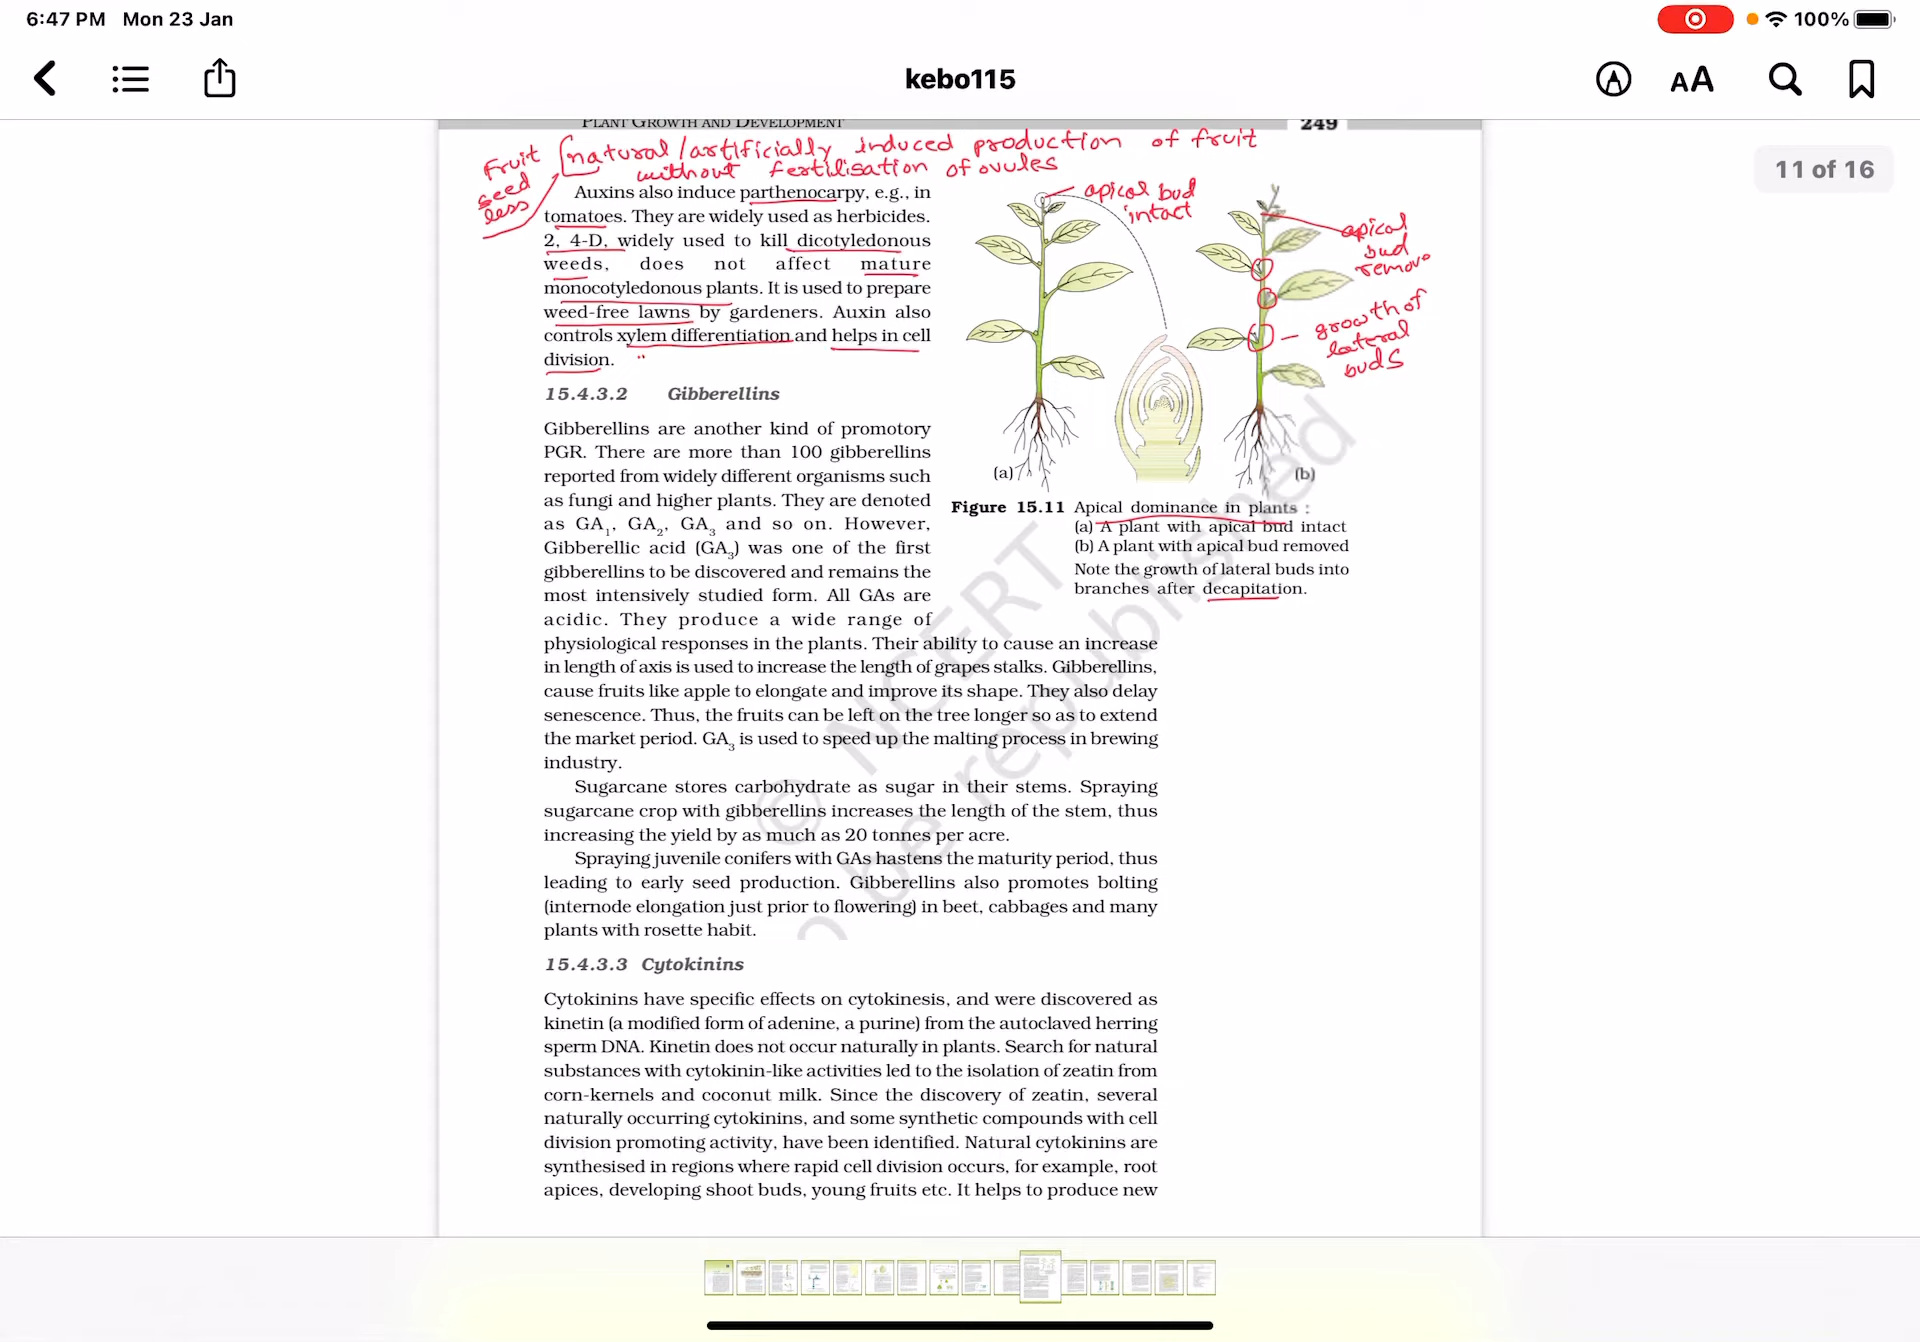 6:47 PM Mon 23 Jan
100%
kebo115
11 of 16
PLANT GROWTH AND DEVELOPMENT 249
Fruit seed less
[natural/artificially induced production of fruit
without fertilisation of ovules
Auxins also induce parthenocarpy, e.g., in
tomatoes. They are widely used as herbicides.
2, 4-D, widely used to kill dicotyledonous
weeds, does not affect mature
monocotyledonous plants. It is used to prepare
weed-free lawns by gardeners. Auxin also
controls xylem differentiation and helps in cell
division.
apical bud
intact
apical
bud
remove
growth of
lateral
buds
(a)
(b)
Figure 15.11 Apical dominance in plants :
(a) A plant with apical bud intact
(b) A plant with apical bud removed
Note the growth of lateral buds into
branches after decapitation.
15.4.3.2 Gibberellins
Gibberellins are another kind of promotory
PGR. There are more than 100 gibberellins
reported from widely different organisms such
as fungi and higher plants. They are denoted
as GA₁, GA₂, GA₃ and so on. However,
Gibberellic acid (GA₃) was one of the first
gibberellins to be discovered and remains the
most intensively studied form. All GAs are
acidic. They produce a wide range of
physiological responses in the plants. Their ability to cause an increase
in length of axis is used to increase the length of grapes stalks. Gibberellins,
cause fruits like apple to elongate and improve its shape. They also delay
senescence. Thus, the fruits can be left on the tree longer so as to extend
the market period. GA₃ is used to speed up the malting process in brewing
industry.
Sugarcane stores carbohydrate as sugar in their stems. Spraying
sugarcane crop with gibberellins increases the length of the stem, thus
increasing the yield by as much as 20 tonnes per acre.
Spraying juvenile conifers with GAs hastens the maturity period, thus
leading to early seed production. Gibberellins also promotes bolting
(internode elongation just prior to flowering) in beet, cabbages and many
plants with rosette habit.
15.4.3.3 Cytokinins
Cytokinins have specific effects on cytokinesis, and were discovered as
kinetin (a modified form of adenine, a purine) from the autoclaved herring
sperm DNA. Kinetin does not occur naturally in plants. Search for natural
substances with cytokinin-like activities led to the isolation of zeatin from
corn-kernels and coconut milk. Since the discovery of zeatin, several
naturally occurring cytokinins, and some synthetic compounds with cell
division promoting activity, have been identified. Natural cytokinins are
synthesised in regions where rapid cell division occurs, for example, root
apices, developing shoot buds, young fruits etc. It helps to produce new
© NCERT
be republished